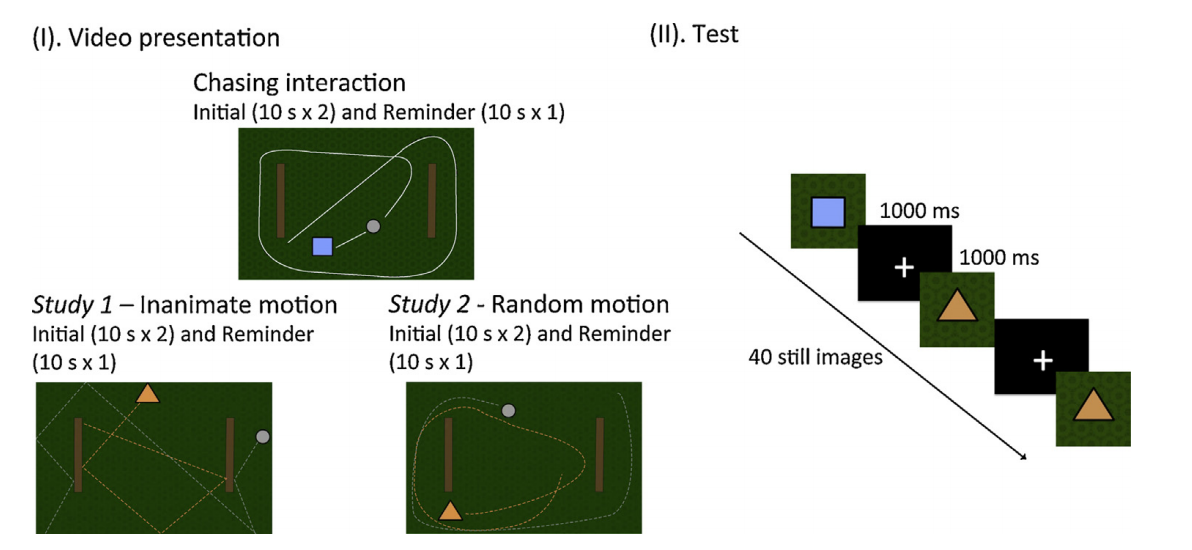 (I). Video presentation
(II). Test
Chasing interaction
Initial (10 s x 2) and Reminder (10 s x 1)
Study 1 – Inanimate motion
Initial (10 s x 2) and Reminder
(10 s x 1)
Study 2 - Random motion
Initial (10 s x 2) and Reminder
(10 s x 1)
1000 ms
1000 ms
40 still images